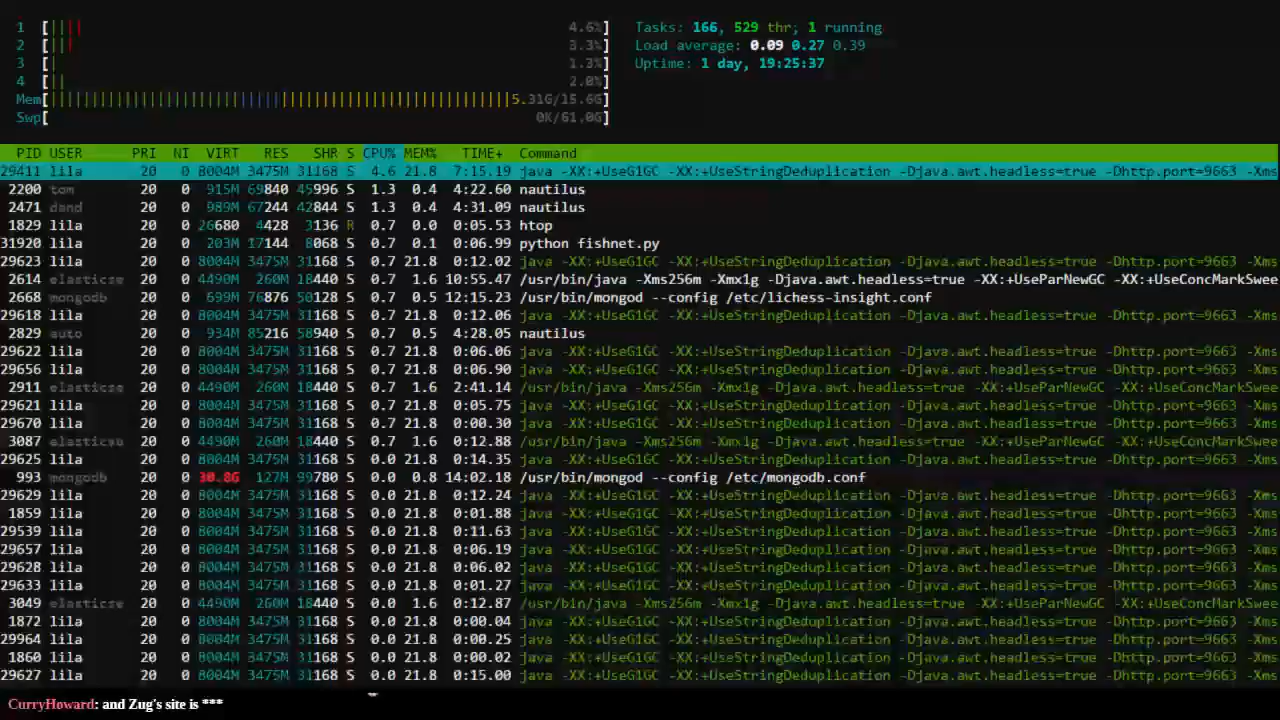 1 [|||| 4.6%] Tasks: 166, 529 thr; 1 running
2 [||| 3.3%] Load average: 0.09 0.27 0.39
3 [| 1.3%] Uptime: 1 day, 19:25:37
4 [|| 2.0%]
Mem[||||||||||||||||||||||||||||||||||||||||||||||||||||||||5.31G/15.6G]
Swp[ 0K/61.0G]
PID USER PRI NI VIRT RES SHR S CPU% MEM% TIME+ Command
29411 lila 20 0 8004M 3475M 31168 S 4.6 21.8 7:15.19 java -XX:+UseG1GC -XX:+UseStringDeduplication -Djava.awt.headless=true -Dhttp.port=9663 -Xms
2200 tom 20 0 915M 69840 45996 S 1.3 0.4 4:22.60 nautilus
2471 dand 20 0 989M 67244 42844 S 1.3 0.4 4:31.09 nautilus
1829 lila 20 0 26680 4428 3136 R 0.7 0.0 0:05.53 htop
31920 lila 20 0 203M 17144 8068 S 0.7 0.1 0:06.99 python fishnet.py
29623 lila 20 0 8004M 3475M 31168 S 0.7 21.8 0:12.02 java -XX:+UseG1GC -XX:+UseStringDeduplication -Djava.awt.headless=true -Dhttp.port=9663 -Xms
2614 elasticse 20 0 4490M 260M 18440 S 0.7 1.6 10:55.47 /usr/bin/java -Xms256m -Xmx1g -Djava.awt.headless=true -XX:+UseParNewGC -XX:+UseConcMarkSwee
2668 mongodb 20 0 699M 76876 50128 S 0.7 0.5 12:15.23 /usr/bin/mongod --config /etc/lichess-insight.conf
29618 lila 20 0 8004M 3475M 31168 S 0.7 21.8 0:12.06 java -XX:+UseG1GC -XX:+UseStringDeduplication -Djava.awt.headless=true -Dhttp.port=9663 -Xms
2829 auto 20 0 934M 85216 58940 S 0.7 0.5 4:28.05 nautilus
29622 lila 20 0 8004M 3475M 31168 S 0.7 21.8 0:06.06 java -XX:+UseG1GC -XX:+UseStringDeduplication -Djava.awt.headless=true -Dhttp.port=9663 -Xms
29656 lila 20 0 8004M 3475M 31168 S 0.7 21.8 0:06.90 java -XX:+UseG1GC -XX:+UseStringDeduplication -Djava.awt.headless=true -Dhttp.port=9663 -Xms
2911 elasticse 20 0 4490M 260M 18440 S 0.7 1.6 2:41.14 /usr/bin/java -Xms256m -Xmx1g -Djava.awt.headless=true -XX:+UseParNewGC -XX:+UseConcMarkSwee
29621 lila 20 0 8004M 3475M 31168 S 0.7 21.8 0:05.75 java -XX:+UseG1GC -XX:+UseStringDeduplication -Djava.awt.headless=true -Dhttp.port=9663 -Xms
29670 lila 20 0 8004M 3475M 31168 S 0.7 21.8 0:00.30 java -XX:+UseG1GC -XX:+UseStringDeduplication -Djava.awt.headless=true -Dhttp.port=9663 -Xms
3087 elasticse 20 0 4490M 260M 18440 S 0.7 1.6 0:12.88 /usr/bin/java -Xms256m -Xmx1g -Djava.awt.headless=true -XX:+UseParNewGC -XX:+UseConcMarkSwee
29625 lila 20 0 8004M 3475M 31168 S 0.0 21.8 0:14.35 java -XX:+UseG1GC -XX:+UseStringDeduplication -Djava.awt.headless=true -Dhttp.port=9663 -Xms
993 mongodb 20 0 30.8G 127M 99780 S 0.0 0.8 14:02.18 /usr/bin/mongod --config /etc/mongodb.conf
29629 lila 20 0 8004M 3475M 31168 S 0.0 21.8 0:12.24 java -XX:+UseG1GC -XX:+UseStringDeduplication -Djava.awt.headless=true -Dhttp.port=9663 -Xms
1859 lila 20 0 8004M 3475M 31168 S 0.0 21.8 0:01.88 java -XX:+UseG1GC -XX:+UseStringDeduplication -Djava.awt.headless=true -Dhttp.port=9663 -Xms
29539 lila 20 0 8004M 3475M 31168 S 0.0 21.8 0:11.63 java -XX:+UseG1GC -XX:+UseStringDeduplication -Djava.awt.headless=true -Dhttp.port=9663 -Xms
29657 lila 20 0 8004M 3475M 31168 S 0.0 21.8 0:06.19 java -XX:+UseG1GC -XX:+UseStringDeduplication -Djava.awt.headless=true -Dhttp.port=9663 -Xms
29628 lila 20 0 8004M 3475M 31168 S 0.0 21.8 0:06.02 java -XX:+UseG1GC -XX:+UseStringDeduplication -Djava.awt.headless=true -Dhttp.port=9663 -Xms
29633 lila 20 0 8004M 3475M 31168 S 0.0 21.8 0:01.27 java -XX:+UseG1GC -XX:+UseStringDeduplication -Djava.awt.headless=true -Dhttp.port=9663 -Xms
3049 elasticse 20 0 4490M 260M 18440 S 0.0 1.6 0:12.87 /usr/bin/java -Xms256m -Xmx1g -Djava.awt.headless=true -XX:+UseParNewGC -XX:+UseConcMarkSwee
1872 lila 20 0 8004M 3475M 31168 S 0.0 21.8 0:00.04 java -XX:+UseG1GC -XX:+UseStringDeduplication -Djava.awt.headless=true -Dhttp.port=9663 -Xms
29964 lila 20 0 8004M 3475M 31168 S 0.0 21.8 0:00.25 java -XX:+UseG1GC -XX:+UseStringDeduplication -Djava.awt.headless=true -Dhttp.port=9663 -Xms
1860 lila 20 0 8004M 3475M 31168 S 0.0 21.8 0:00.02 java -XX:+UseG1GC -XX:+UseStringDeduplication -Djava.awt.headless=true -Dhttp.port=9663 -Xms
29627 lila 20 0 8004M 3475M 31168 S 0.0 21.8 0:15.00 java -XX:+UseG1GC -XX:+UseStringDeduplication -Djava.awt.headless=true -Dhttp.port=9663 -Xms
CurryHoward: and Zug's site is ***